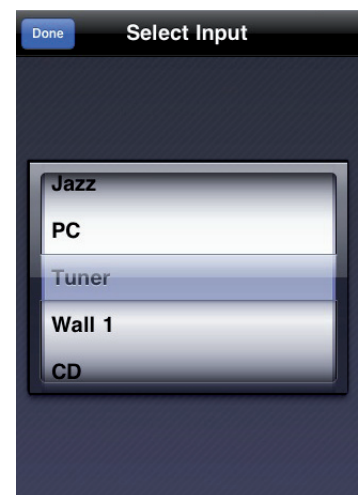 Done
Select Input
Jazz
PC
Tuner
Wall 1
CD